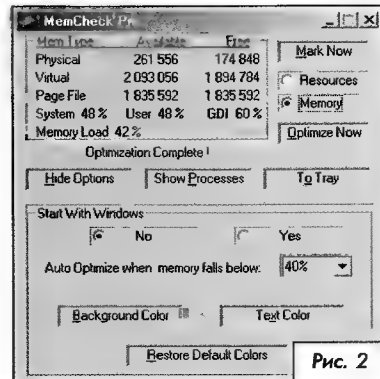 MemCheck Pr
Mem Type Available Free
Physical 261 556 174 848
Virtual 2 093 056 1 894 784
Page File 1 835 592 1 835 592
System 48 % User 48 % GDI 60 %
Memory Load 42 %
Optimization Complete !
Mark Now
Resources
Memory
Optimize Now
Hide Options Show Processes To Tray
Start With Windows
No Yes
Auto Optimize when memory falls below: 40%
Background Color Text Color
Restore Default Colors
Рис. 2